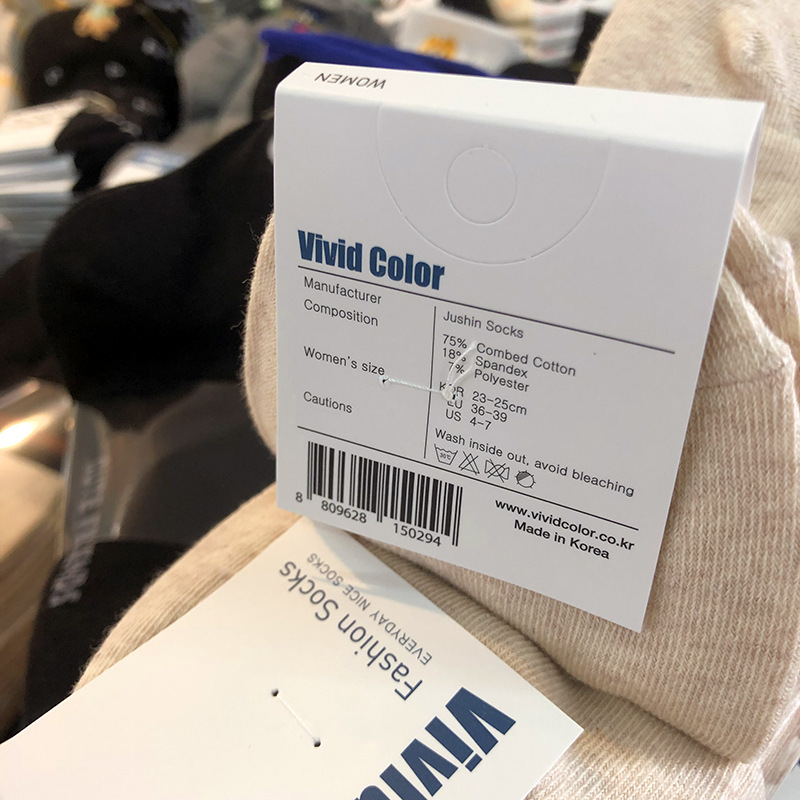 WOMEN
Vivid Color
Manufacturer Jushin Socks
Composition 75% Combed Cotton
18% Spandex
7% Polyester
Women's size KOR 23-25cm
EU 36-39
US 4-7
Cautions Wash inside out, avoid bleaching
30℃
8 809628 150294
www.vividcolor.co.kr
Made in Korea
EVERYDAY NICE SOCKS
Fashion Socks
Vivid